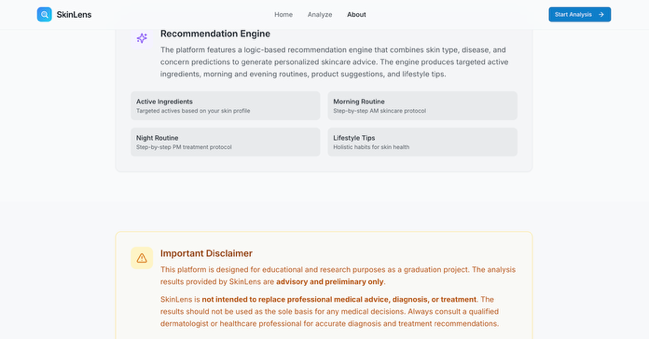 SkinLens
Home Analyze About
Start Analysis
Recommendation Engine
The platform features a logic-based recommendation engine that combines skin type, disease, and
concern predictions to generate personalized skincare advice. The engine produces targeted active
ingredients, morning and evening routines, product suggestions, and lifestyle tips.
Active Ingredients
Targeted actives based on your skin profile
Morning Routine
Step-by-step AM skincare protocol
Night Routine
Step-by-step PM treatment protocol
Lifestyle Tips
Holistic habits for skin health
Important Disclaimer
This platform is designed for educational and research purposes as a graduation project. The analysis
results provided by SkinLens are advisory and preliminary only.
SkinLens is not intended to replace professional medical advice, diagnosis, or treatment. The
results should not be used as the sole basis for any medical decisions. Always consult a qualified
dermatologist or healthcare professional for accurate diagnosis and treatment recommendations.